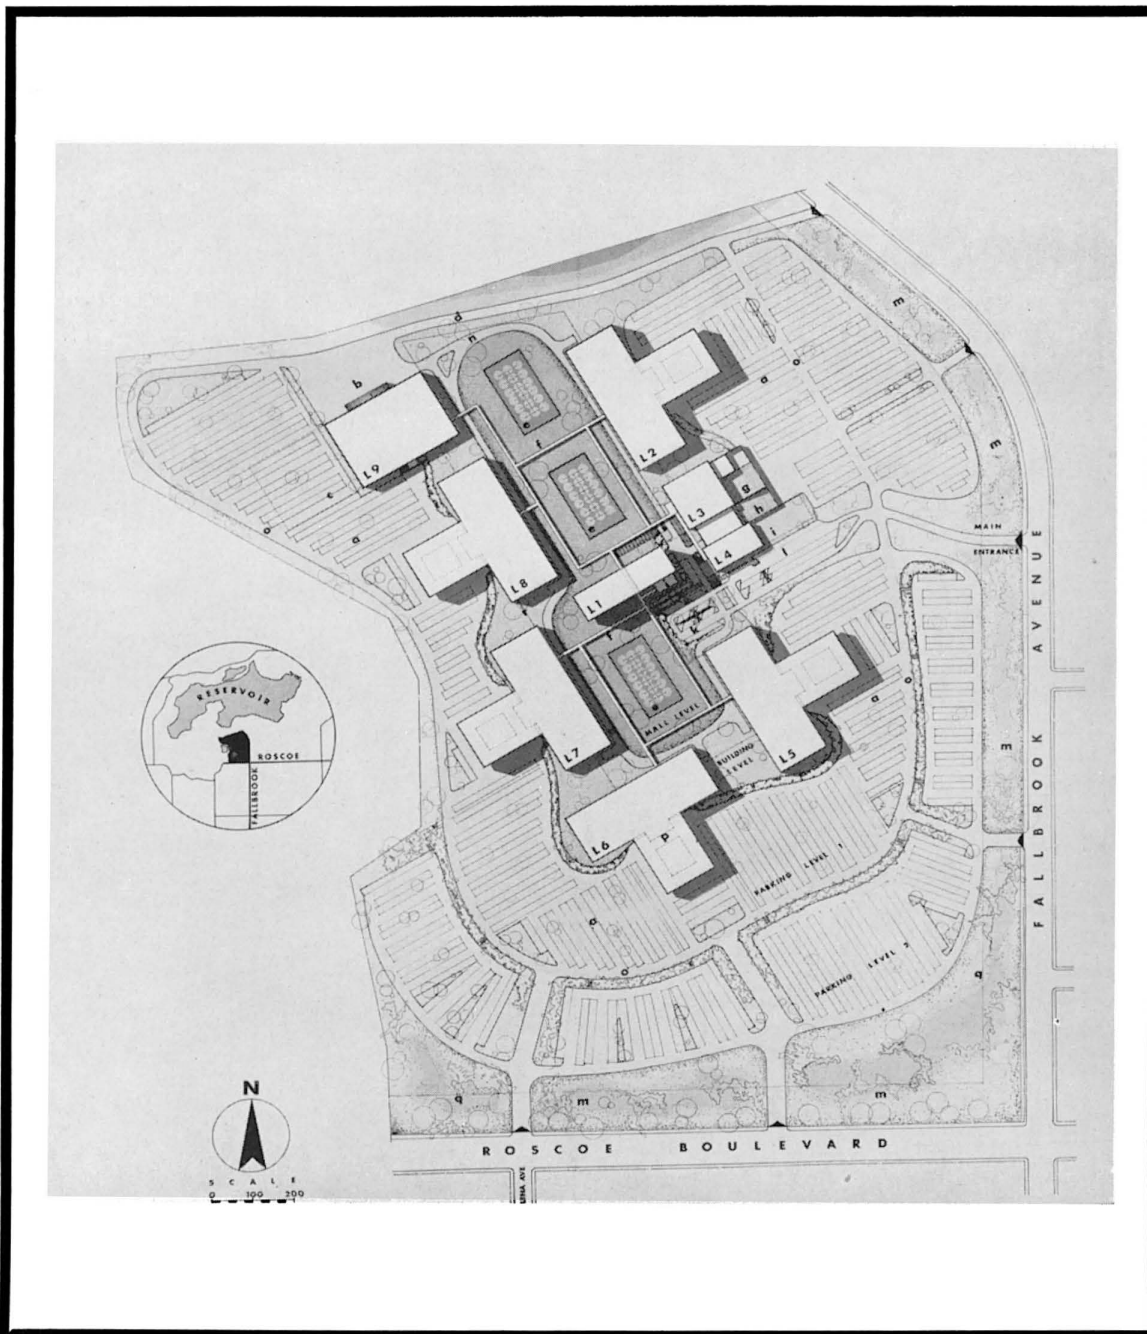 m
d
n
m
a
o
b
f
L2
L9
m
e
e
g
L3
h
o
a
i
MAIN
L4
l
ENTRANCE
L8
L1
f
K
RESERVOIR
MALL LEVEL
a
o
BUILDING
LEVEL
L5
L7
m
ROSCOE
FALLBROOK
L6
P
PARKING LEVEL 1
FALLBROOK AVENUE
a
o
PARKING LEVEL 2
q
N
q
m
m
ROSCOE BOULEVARD
SCALE
0 100 200